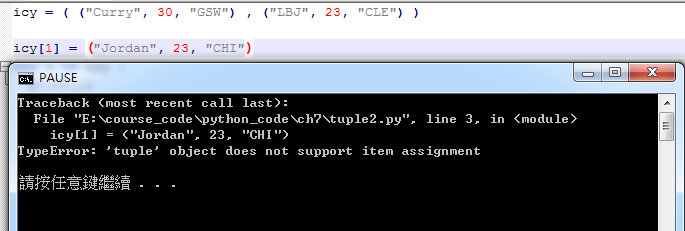 icy = ( ("Curry", 30, "GSW") , ("LBJ", 23, "CLE") )
icy[1] = ("Jordan", 23, "CHI")
PAUSE
Traceback (most recent call last):
File "E:\course_code\python_code\ch7\tuple2.py", line 3, in <module>
icy[1] = ("Jordan", 23, "CHI")
TypeError: 'tuple' object does not support item assignment
請按任意鍵繼續 . . .